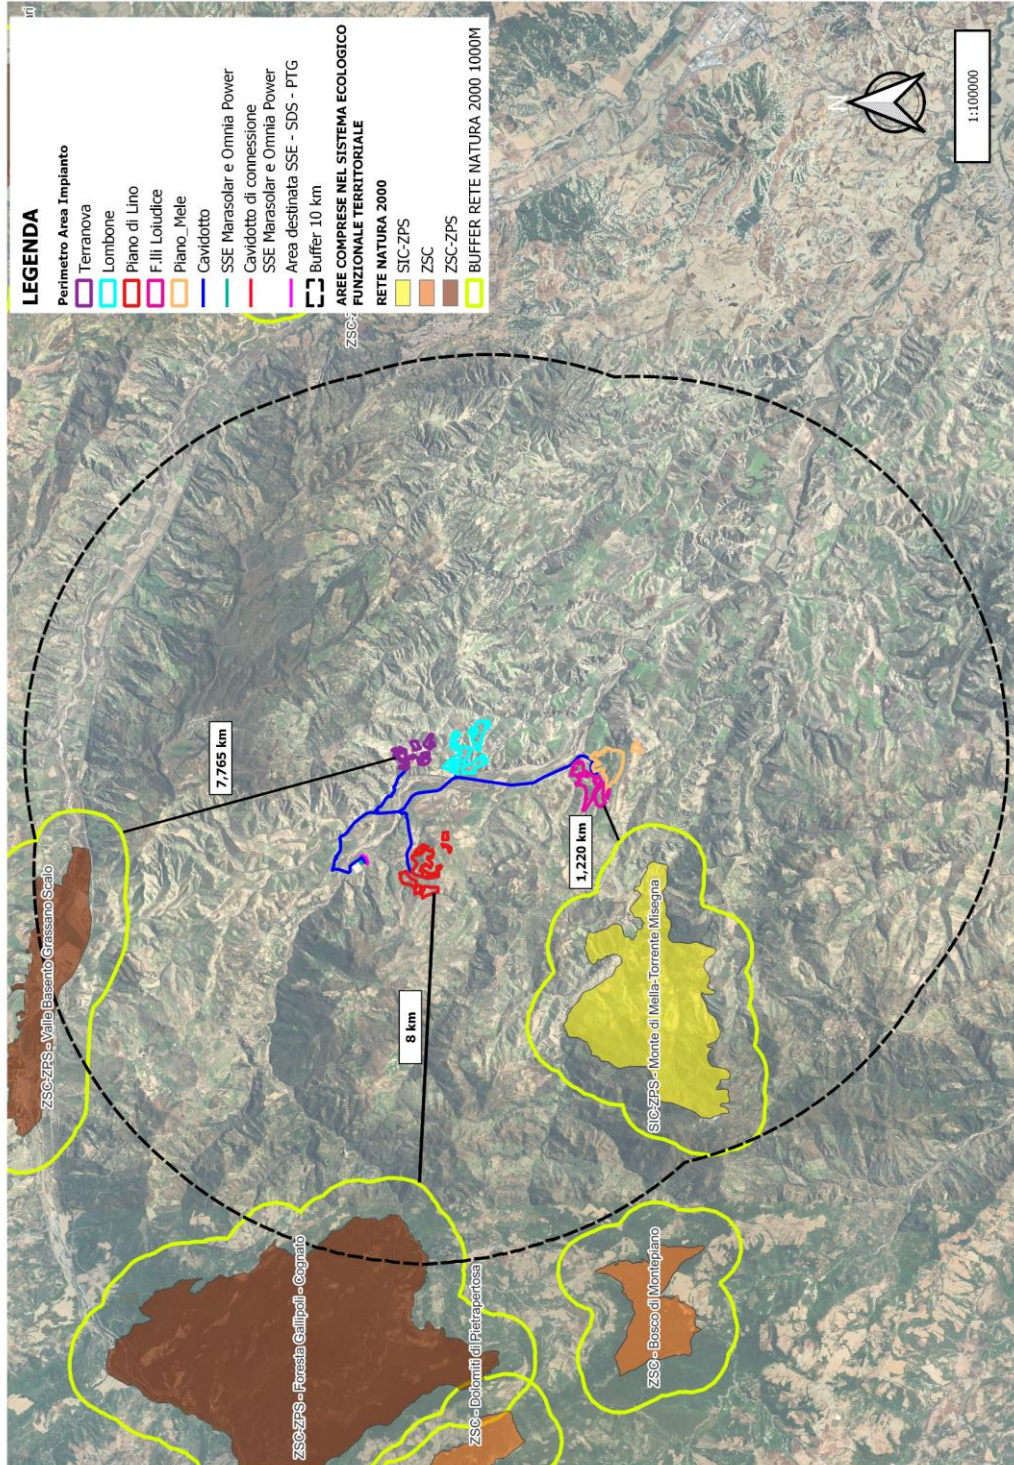 LEGENDA
Perimetro Area Impianto
Terranova
Lombone
Piano di Lino
F.lli Loiudice
Piano_Mele
Cavidotto
SSE Marasolar e Omnia Power
Cavidotto di connessione
SSE Marasolar e Omnia Power
Area destinata SSE - SDS - PTG
Buffer 10 km
AREE COMPRESE NEL SISTEMA ECOLOGICO
FUNZIONALE TERRITORIALE
RETE NATURA 2000
SIC-ZPS
ZSC
ZSC-ZPS
BUFFER RETE NATURA 2000 1000M
N
1:100000
ZSC-ZPS - Valle Basento Grassano Scalo
7,765 km
8 km
1,220 km
ZSC-ZPS - Foresta Gallipoli - Cognato
ZSC - Dolomiti di Pietrapertosa
ZSC - Bosco di Montepiano
SIC-ZPS - Monte di Mella-Torrente Misegna